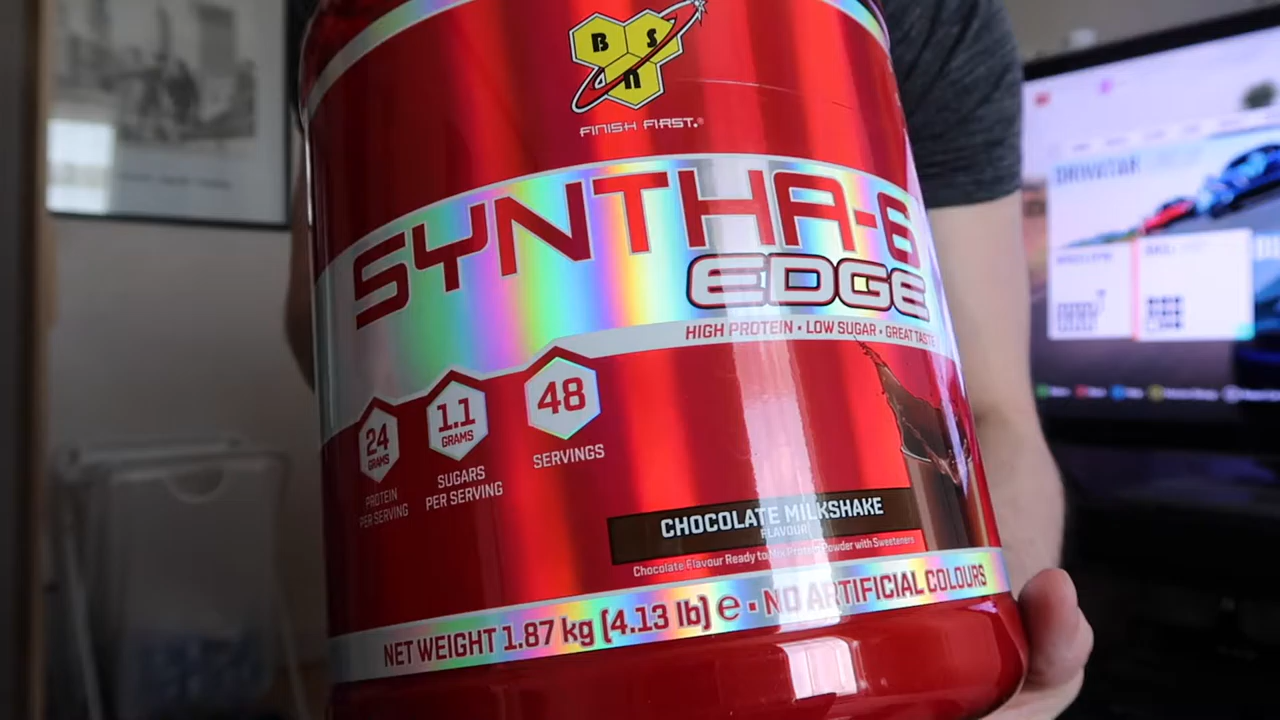 BSN
FINISH FIRST.®
SYNTHA-6
EDGE
HIGH PROTEIN • LOW SUGAR • GREAT TASTE
24
GRAMS
PROTEIN
PER SERVING
1.1
GRAMS
SUGARS
PER SERVING
48
SERVINGS
CHOCOLATE MILKSHAKE
FLAVOUR
Chocolate Flavour Ready to Mix Protein Powder with Sweeteners
NET WEIGHT 1.87 kg (4.13 lb) e • NO ARTIFICIAL COLOURS
DRIVATAR